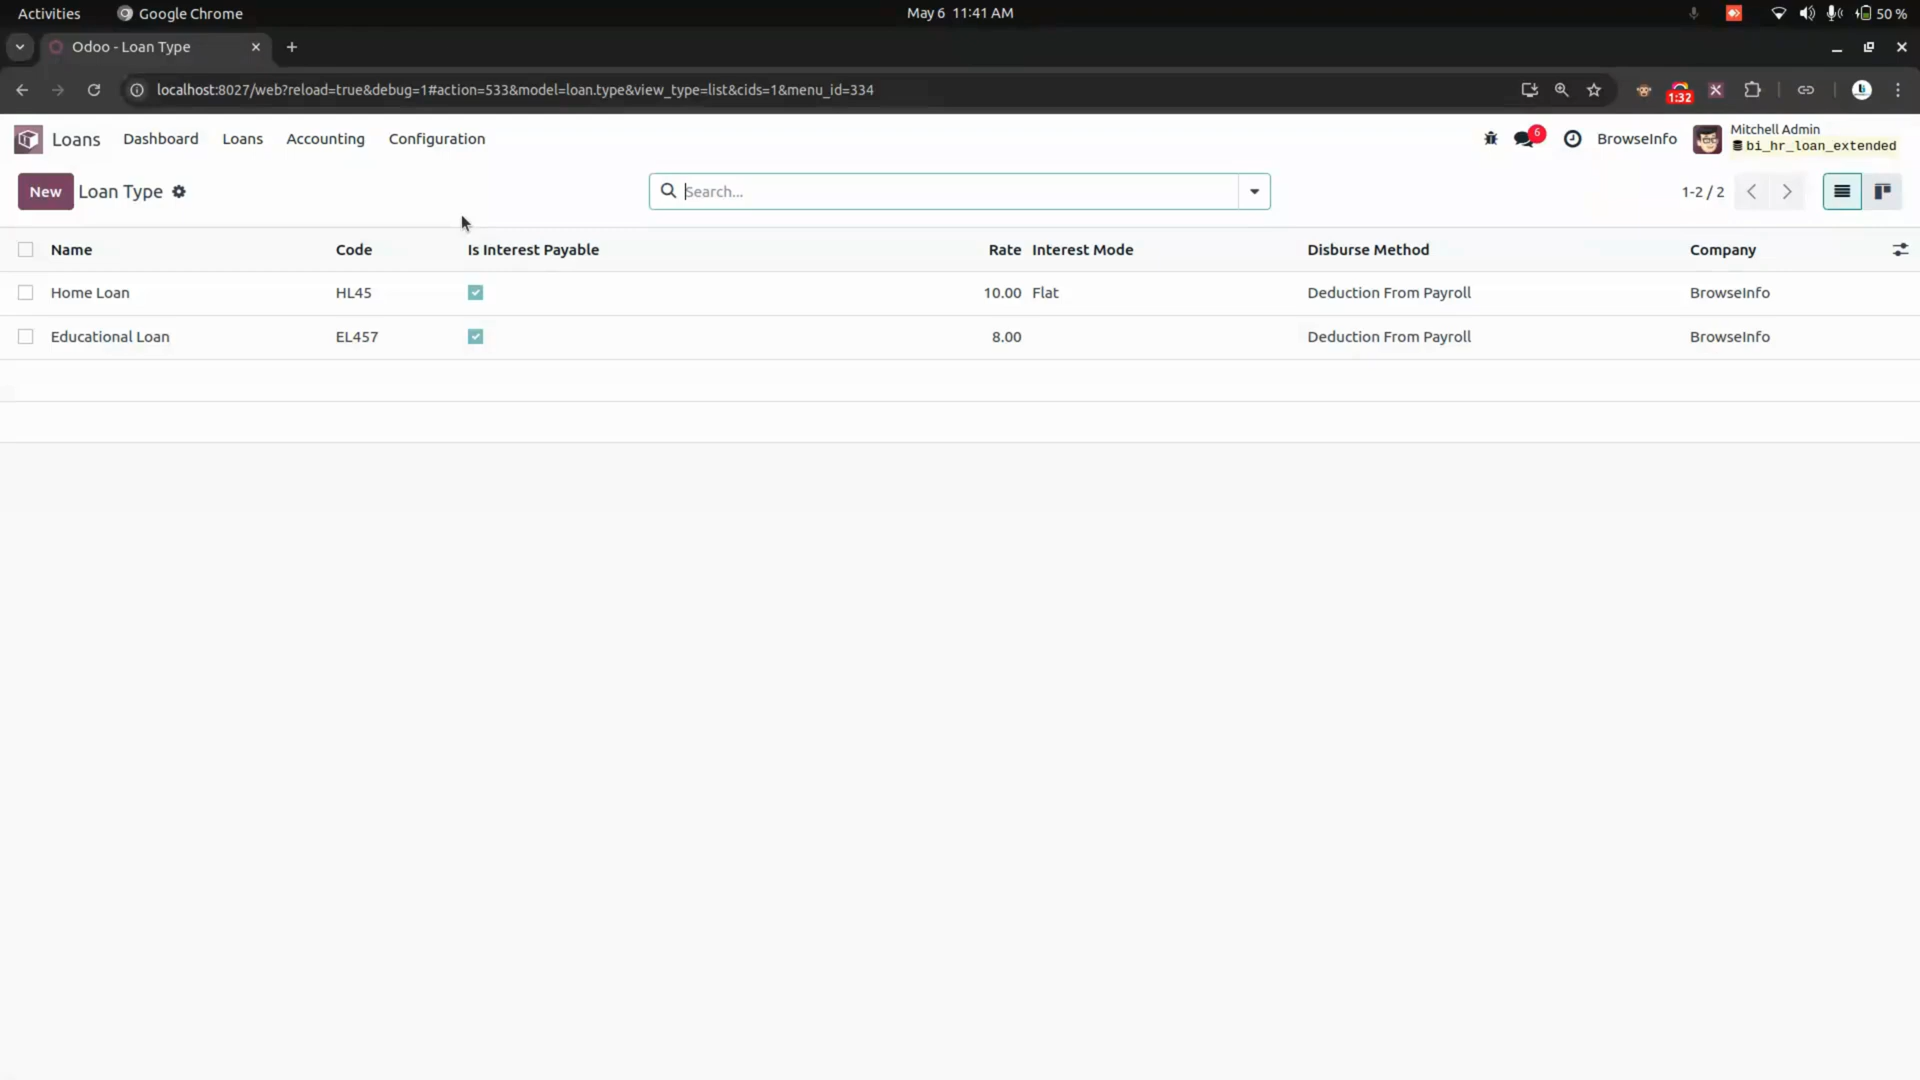 Activities Google Chrome May 6 11:41 AM 50 %
Odoo - Loan Type
localhost:8027/web?reload=true&debug=1#action=533&model=loan.type&view_type=list&cids=1&menu_id=334 1:32
Loans Dashboard Loans Accounting Configuration 6 BrowseInfo Mitchell Admin
bi_hr_loan_extended
New Loan Type Search... 1-2 / 2
Name Code Is Interest Payable Rate Interest Mode Disburse Method Company
Home Loan HL45 10.00 Flat Deduction From Payroll BrowseInfo
Educational Loan EL457 8.00 Deduction From Payroll BrowseInfo